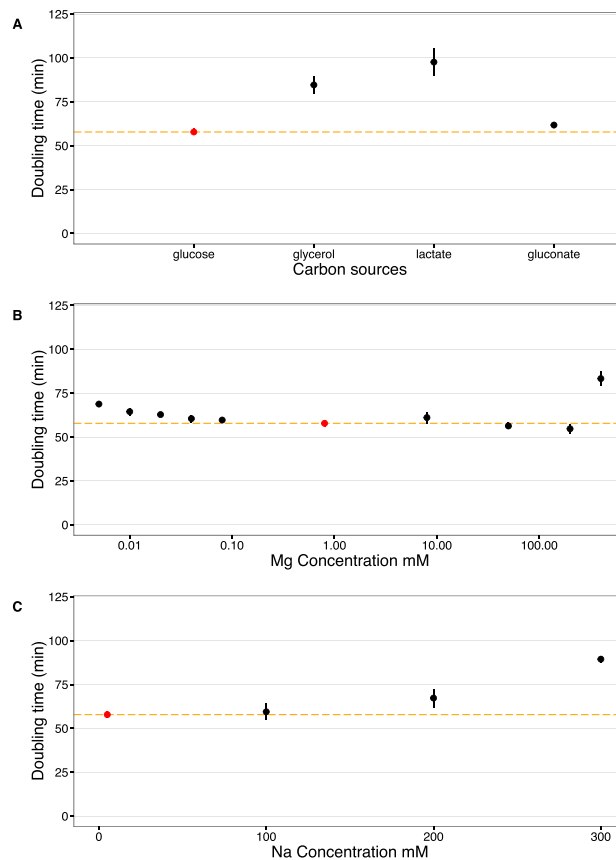 A
Doubling time (min)
125
100
75
50
25
0
glucose glycerol lactate gluconate
Carbon sources
B
Doubling time (min)
125
100
75
50
25
0
0.01 0.10 1.00 10.00 100.00
Mg Concentration mM
C
Doubling time (min)
125
100
75
50
25
0
0 100 200 300
Na Concentration mM